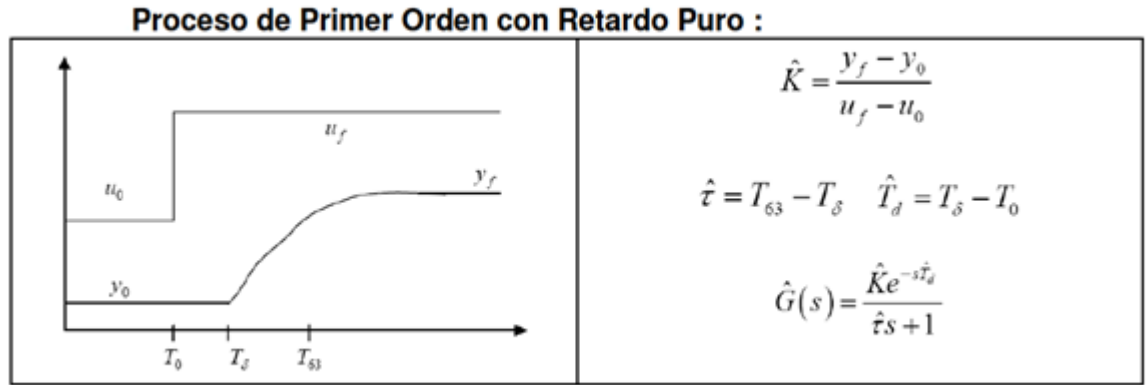 Proceso de Primer Orden con Retardo Puro :
u_f
u_0
y_f
y_0
T_0 T_δ T_63
K̂ = (y_f − y_0) / (u_f − u_0)
τ̂ = T_63 − T_δ T̂_d = T_δ − T_0
Ĝ(s) = K̂e^(−sT̂_d) / (τ̂s + 1)